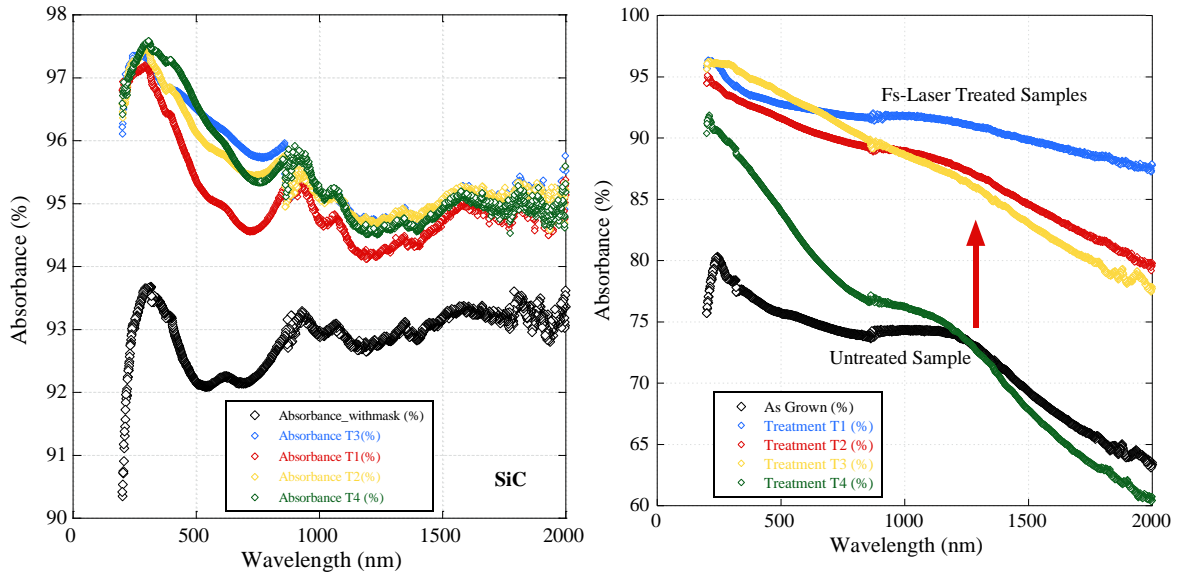 98
97
96
95
94
93
92
91
90
Absorbance (%)
Absorbance_withmask (%)
Absorbance T3(%)
Absorbance T1(%)
Absorbance T2(%)
Absorbance T4 (%)
SiC
0
500
1000
1500
2000
Wavelength (nm)
100
95
90
85
80
75
70
65
60
Absorbance (%)
Fs-Laser Treated Samples
Untreated Sample
As Grown (%)
Treatment T1 (%)
Treatment T2 (%)
Treatment T3 (%)
Treatment T4 (%)
0
500
1000
1500
2000
Wavelength (nm)